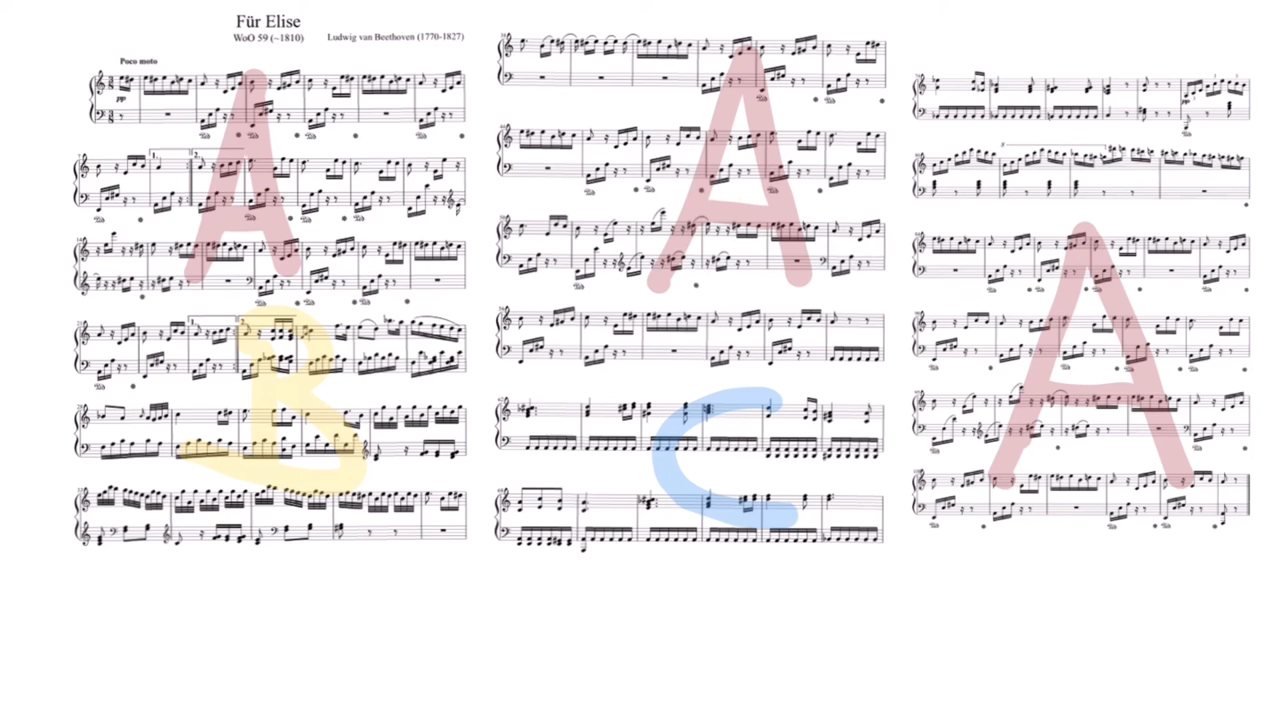 Für Elise
WoO 59 (~1810)
Ludwig van Beethoven (1770-1827)
Poco moto
pp
A
B
A
C
A